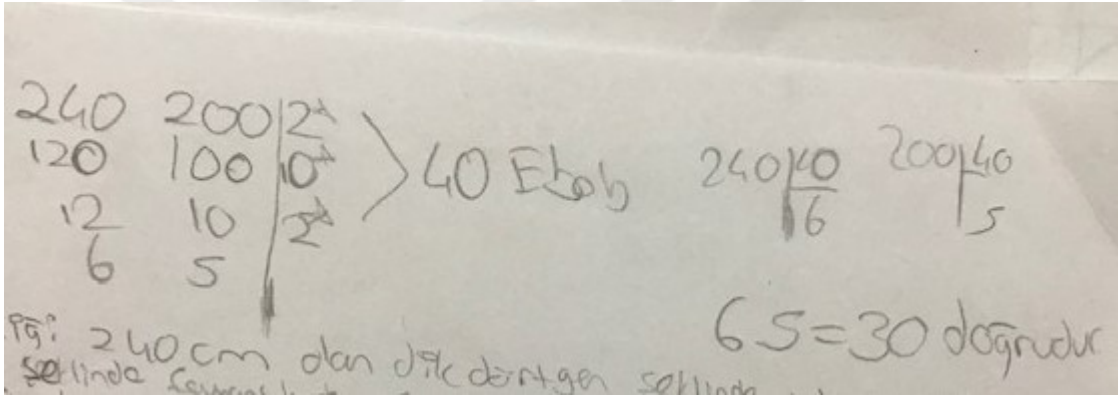 240 200 2
120 100 10 40 Ebob 240 40 200 40
12 10 2 6 5
6 5
6 5 = 30 doğrudur
240 cm olan dikdörtgen şeklinde
şeklinde